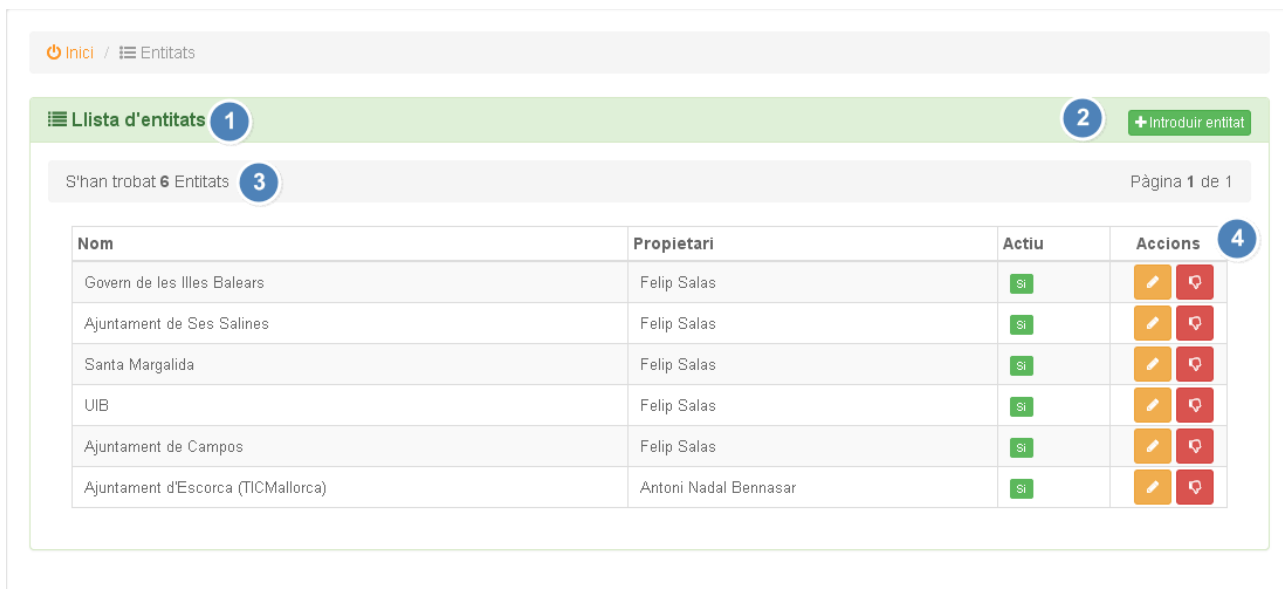 Inici / Entitats
Llista d'entitats 1 2 Introduir entitat
S'han trobat 6 Entitats 3 Pàgina 1 de 1
Nom Propietari Actiu Accions 4
Govern de les Illes Balears Felip Salas Si
Ajuntament de Ses Salines Felip Salas Si
Santa Margalida Felip Salas Si
UIB Felip Salas Si
Ajuntament de Campos Felip Salas Si
Ajuntament d'Escorca (TICMallorca) Antoni Nadal Bennasar Si